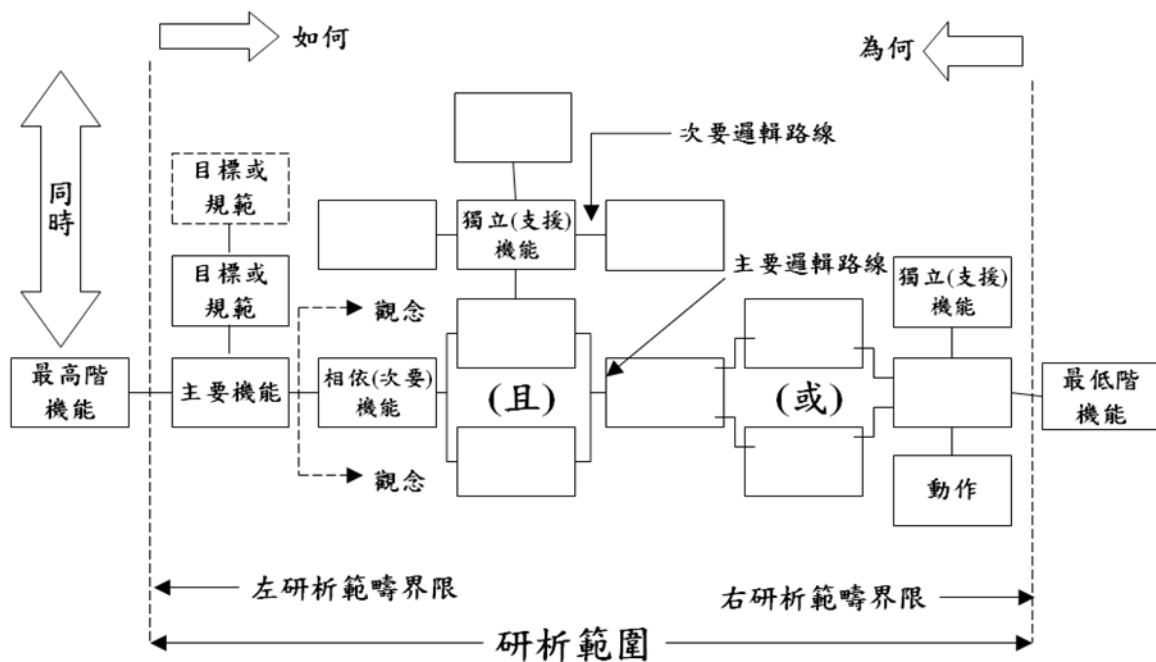 如何
為何
同時
次要邏輯路線
目標或
規範
獨立(支援)
機能
主要邏輯路線
目標或
規範
獨立(支援)
機能
觀念
最高階
機能
主要機能
相依(次要)
機能
(且)
(或)
最低階
機能
觀念
動作
左研析範疇界限
右研析範疇界限
研析範圍